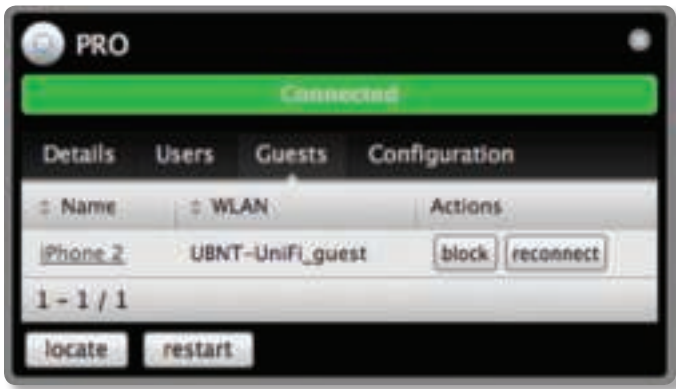 PRO
Connected
Details Users Guests Configuration
Name WLAN Actions
iPhone 2 UBNT-UniFi_guest block reconnect
1 - 1 / 1
locate restart